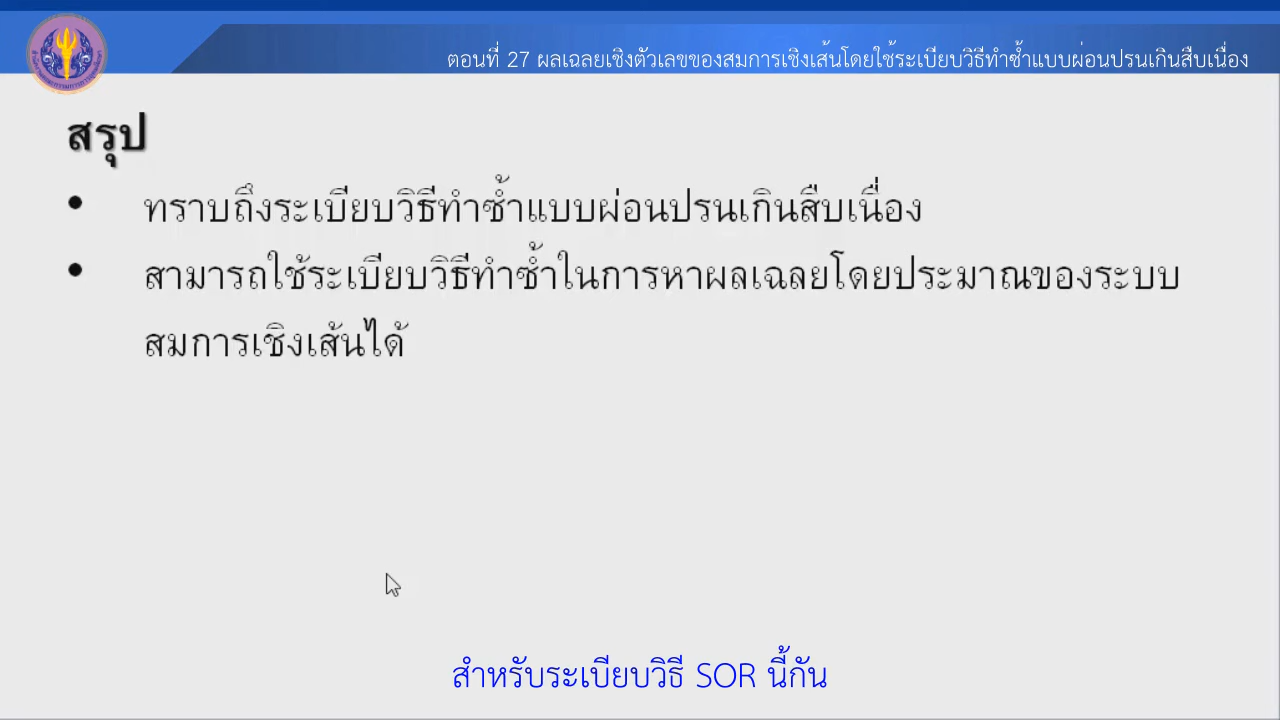 ตอนที่ 27 ผลเฉลยเชิงตัวเลขของสมการเชิงเส้นโดยใช้ระเบียบวิธีทำซ้ำแบบผ่อนปรนเกินสืบเนื่อง
สรุป
• ทราบถึงระเบียบวิธีทำซ้ำแบบผ่อนปรนเกินสืบเนื่อง
• สามารถใช้ระเบียบวิธีทำซ้ำในการหาผลเฉลยโดยประมาณของระบบ
สมการเชิงเส้นได้
สำหรับระเบียบวิธี SOR นี้กัน